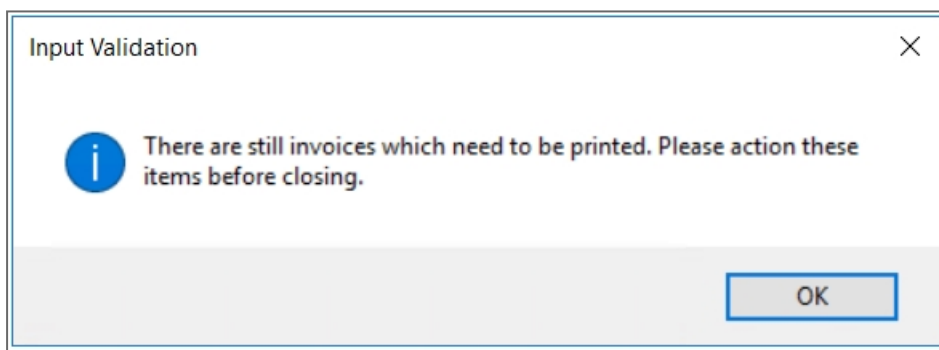 Input Validation
There are still invoices which need to be printed. Please action these
items before closing.
OK